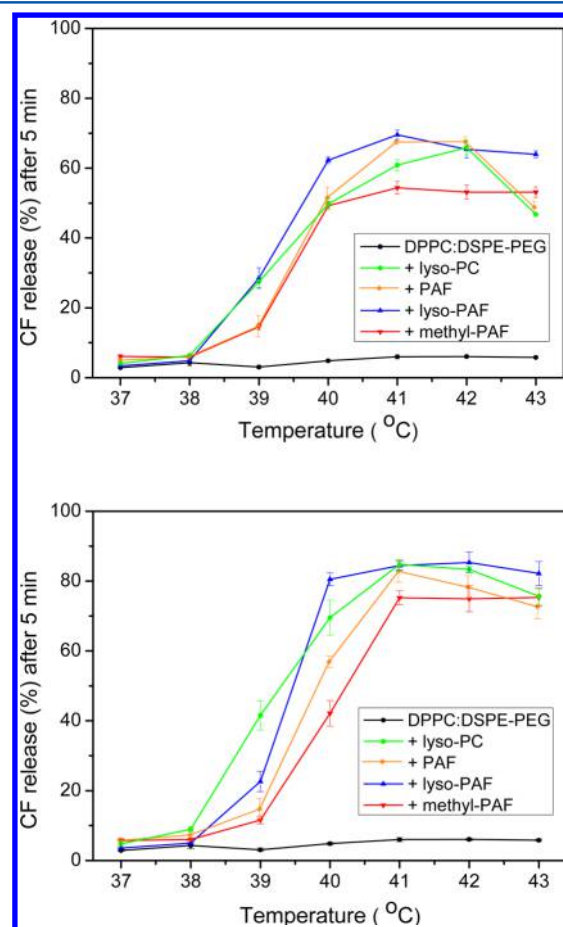 100
80
60
40
20
0
CF release (%) after 5 min
DPPC:DSPE-PEG
+ lyso-PC
+ PAF
+ lyso-PAF
+ methyl-PAF
37 38 39 40 41 42 43
Temperature ( °C)
100
80
60
40
20
0
CF release (%) after 5 min
DPPC:DSPE-PEG
+ lyso-PC
+ PAF
+ lyso-PAF
+ methyl-PAF
37 38 39 40 41 42 43
Temperature ( °C)